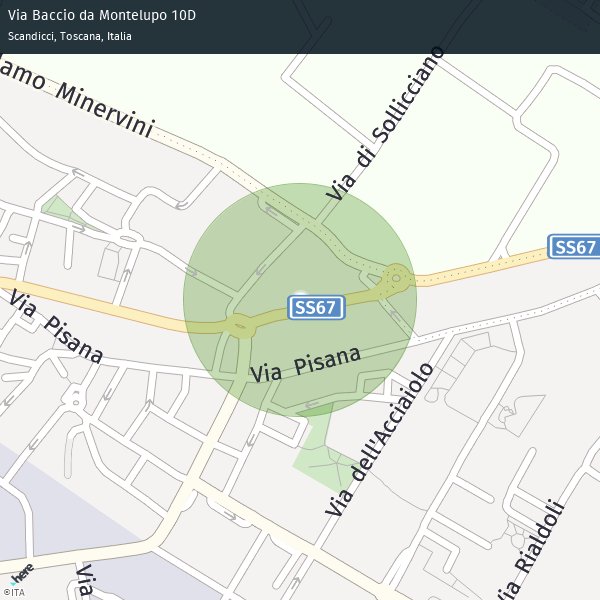 Via Baccio da Montelupo 10D
Scandicci, Toscana, Italia
amo Minervini
Via di Sollicciano
SS67
SS67
Via Pisana
Via Pisana
Via dell'Acciaiolo
Via Rialdoli
Via
here
©ITA